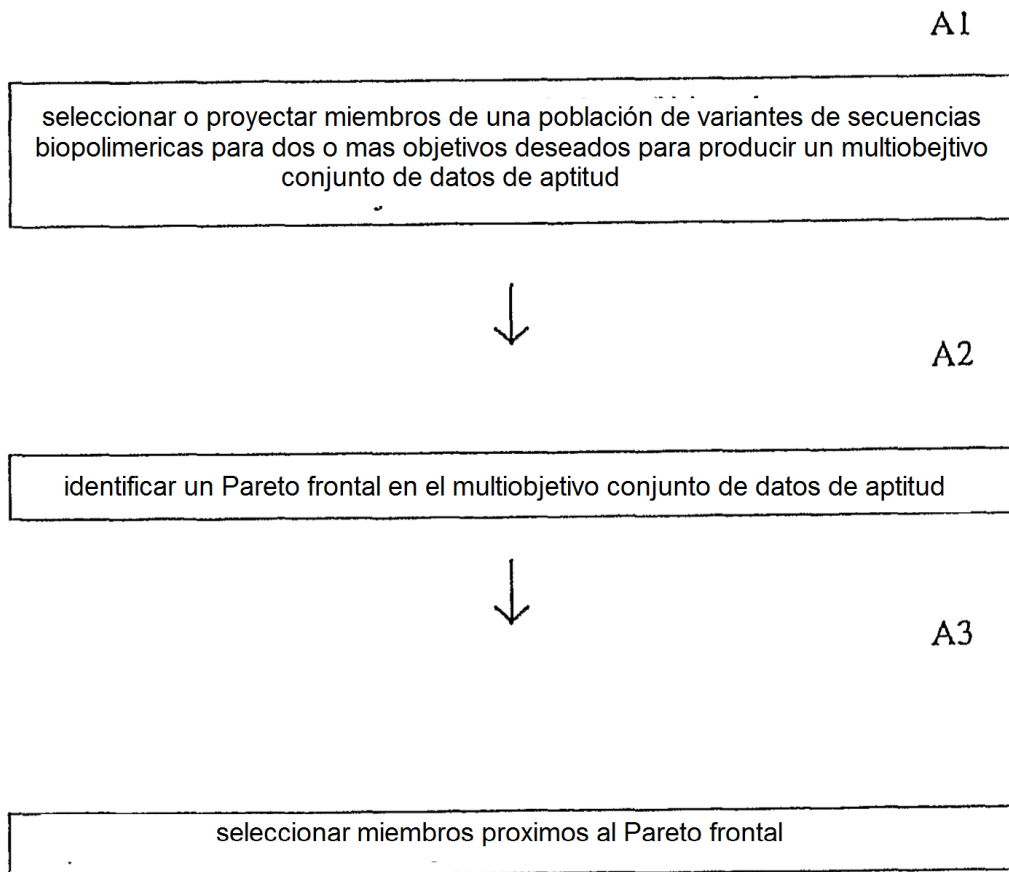 A1
seleccionar o proyectar miembros de una población de variantes de secuencias
biopolimericas para dos o mas objetivos deseados para producir un multiobejtivo
conjunto de datos de aptitud
A2
identificar un Pareto frontal en el multiobjetivo conjunto de datos de aptitud
A3
seleccionar miembros proximos al Pareto frontal